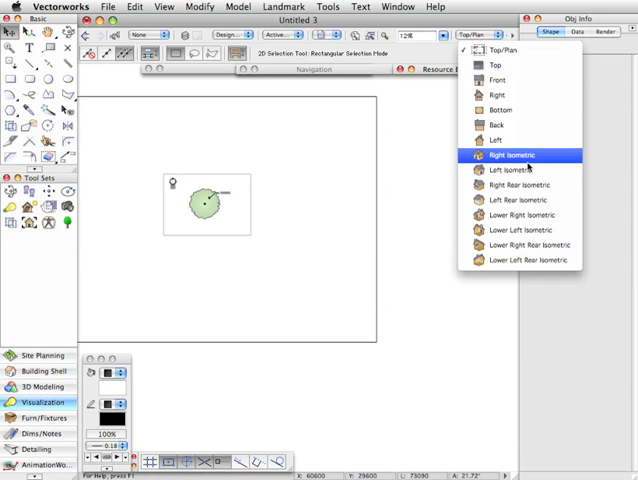 Vectorworks File Edit View Modify Model Landmark Tools Text Window Help
Basic
Untitled 3
Obj Info
None
Design...
Active...
12%
Top/Plan
Shape Data Render
2D Selection Tool: Rectangular Selection Mode
Navigation
Resource B
Top/Plan
Top
Front
Right
Bottom
Back
Left
Right Isometric
Left Isometric
Right Rear Isometric
Left Rear Isometric
Lower Right Isometric
Lower Left Isometric
Lower Right Rear Isometric
Lower Left Rear Isometric
Tool Sets
Site Planning
Building Shell
3D Modeling
Visualization
Furn/Fixtures
Dims/Notes
Detailing
AnimationWo...
100%
0.18
For Help, press F1
X: 60600
Y: 29600
L: 73090
A: 21.72°